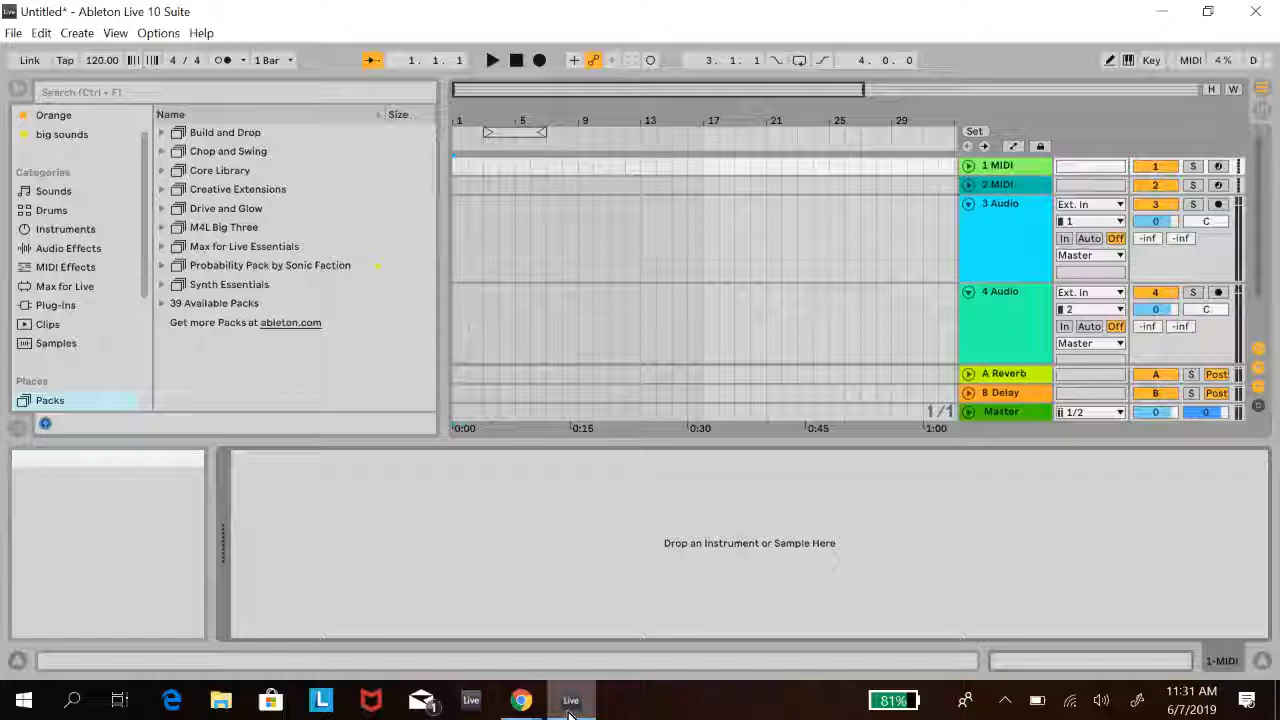 Untitled* - Ableton Live 10 Suite
File Edit Create View Options Help
Link Tap 120.00 4 / 4 1 Bar 1. 1. 1 3. 1. 1 4. 0. 0 Key MIDI 4 % D
Search (Ctrl + F)
H W
Orange
big sounds
Categories
Sounds
Drums
Instruments
Audio Effects
MIDI Effects
Max for Live
Plug-ins
Clips
Samples
Places
Packs
Name Size
Build and Drop
Chop and Swing
Core Library
Creative Extensions
Drive and Glow
M4L Big Three
Max for Live Essentials
Probability Pack by Sonic Faction
Synth Essentials
39 Available Packs
Get more Packs at ableton.com
1 5 9 13 17 21 25 29
Set
1 MIDI 1 S
2 MIDI 2 S
3 Audio Ext. In 3 S
1 0 C
In Auto Off -inf -inf
Master
4 Audio Ext. In 4 S
2 0 C
In Auto Off -inf -inf
Master
A Reverb A S Post
B Delay B S Post
1/1 Master 1/2 0 0
0:00 0:15 0:30 0:45 1:00
Drop an Instrument or Sample Here
1-MIDI
L 1 Live Live 81% 11:31 AM
6/7/2019